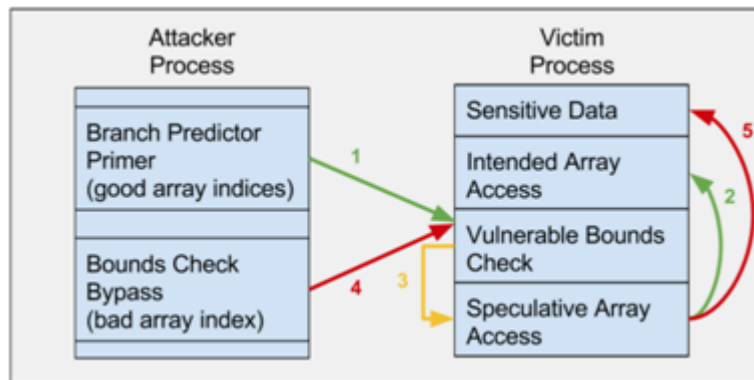 Attacker
Process
Victim
Process
Branch Predictor
Primer
(good array indices)
Bounds Check
Bypass
(bad array index)
1
4
3
Sensitive Data
Intended Array
Access
Vulnerable Bounds
Check
Speculative Array
Access
2
5